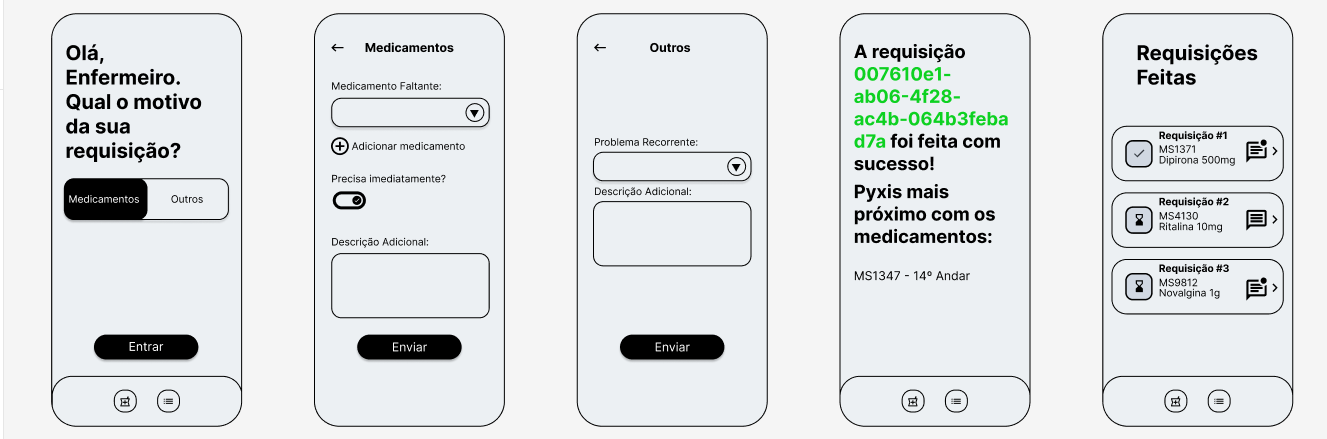 Olá,
Enfermeiro.
Qual o motivo
da sua
requisição?
Medicamentos
Outros
Entrar
Medicamentos
Medicamento Faltante:
Adicionar medicamento
Precisa imediatamente?
Descrição Adicional:
Enviar
Outros
Problema Recorrente:
Descrição Adicional:
Enviar
A requisição
007610e1-
ab06-4f28-
ac4b-064b3feba
d7a foi feita com
sucesso!
Pyxis mais
próximo com os
medicamentos:
MS1347 - 14º Andar
Requisições
Feitas
Requisição #1
MS1371
Dipirona 500mg
Requisição #2
MS4130
Ritalina 10mg
Requisição #3
MS9812
Novalgina 1g